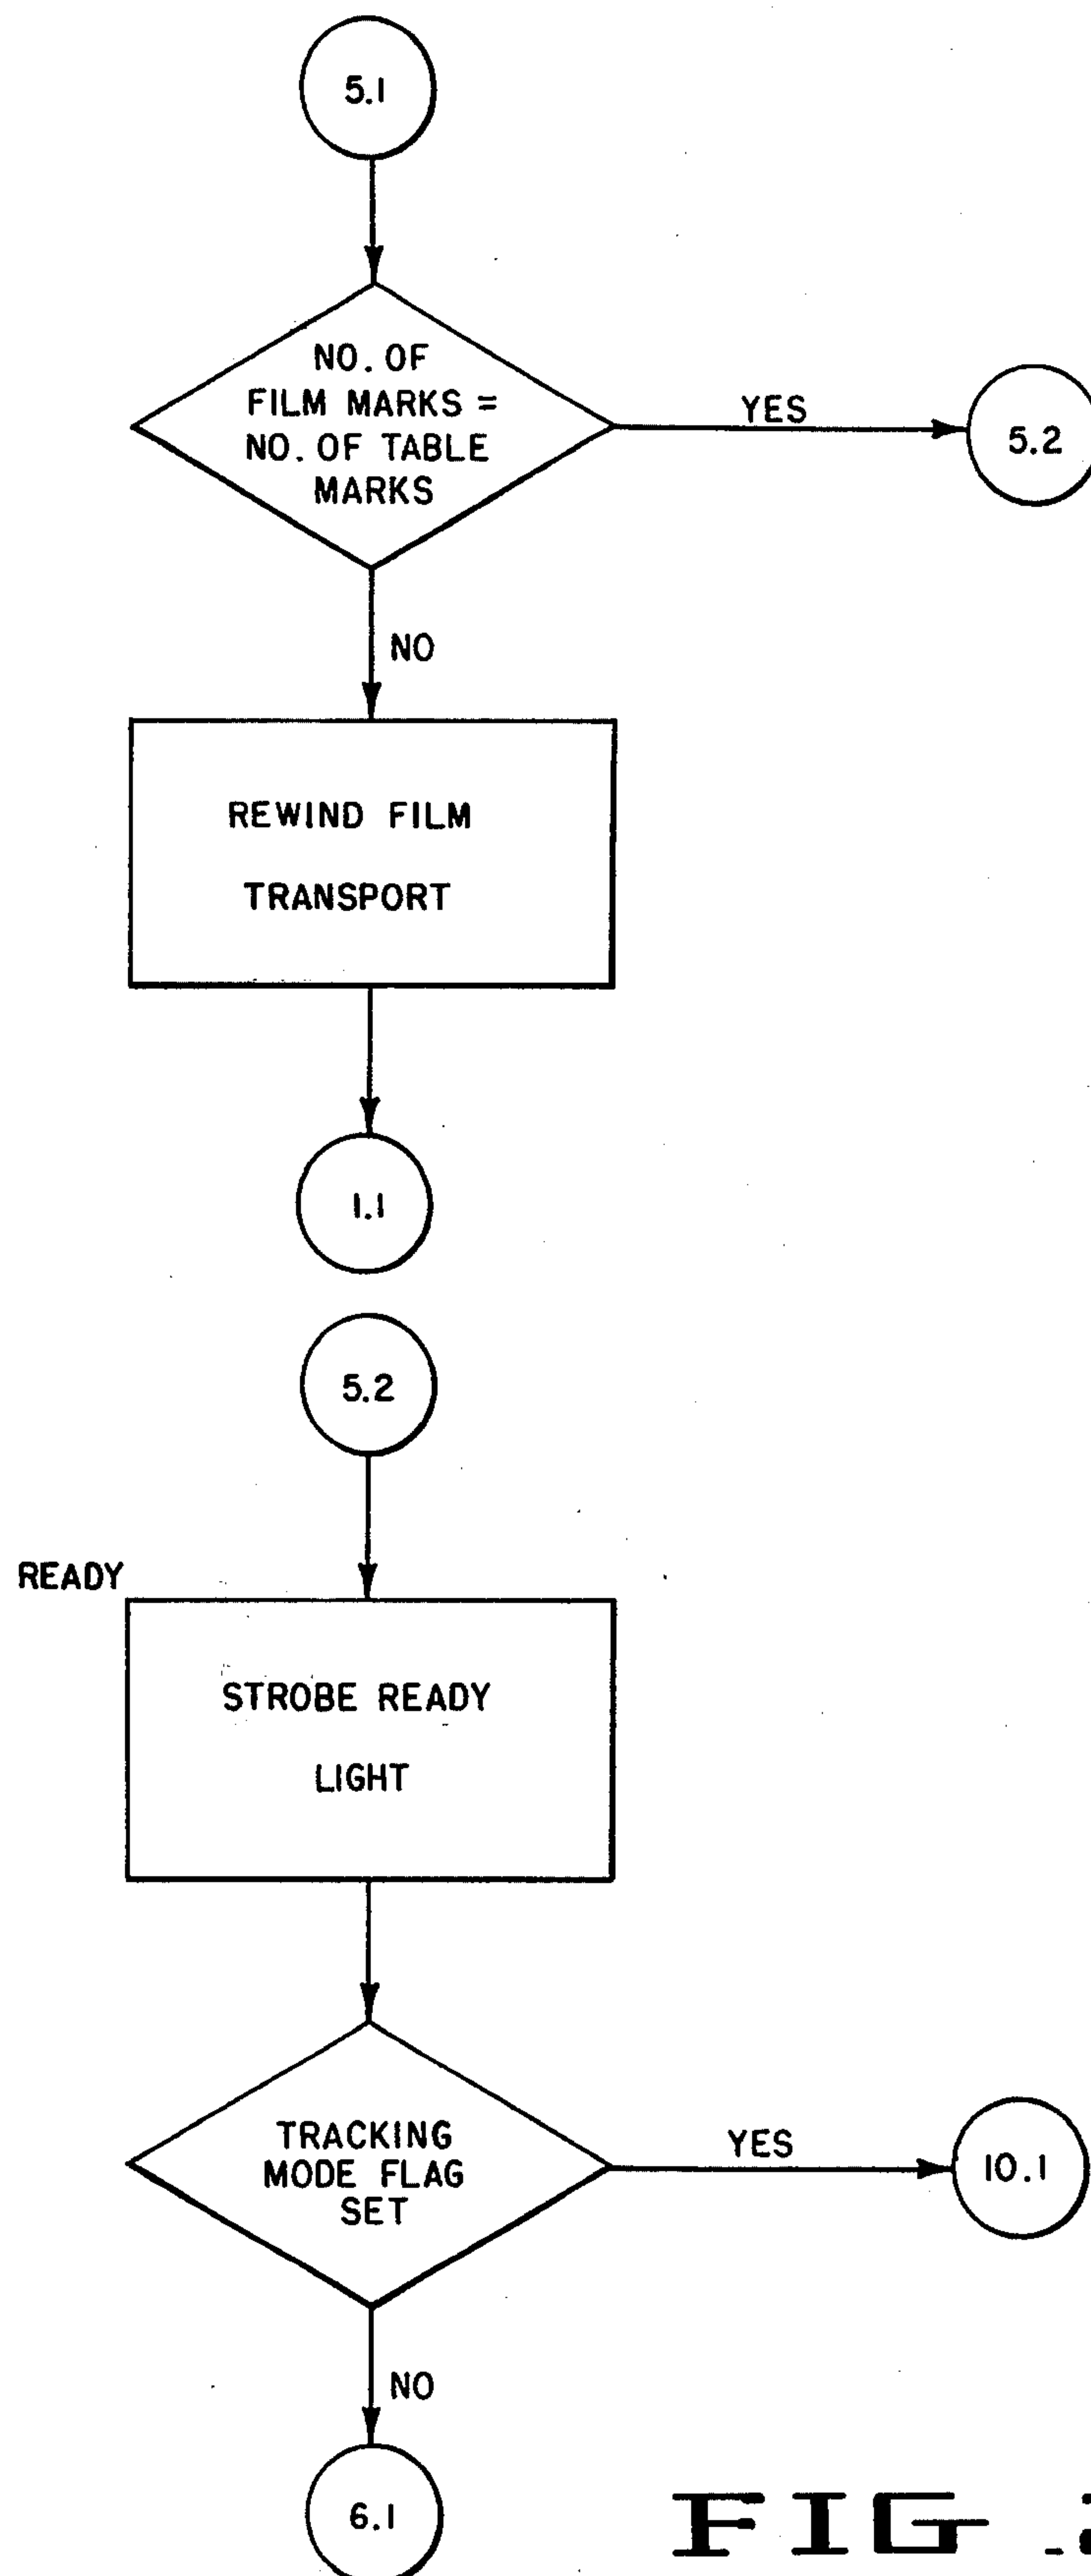 5.1
NO. OF
FILM MARKS =
NO. OF TABLE
MARKS
YES
5.2
NO
REWIND FILM
TRANSPORT
1.1
5.2
READY
STROBE READY
LIGHT
TRACKING
MODE FLAG
SET
YES
10.1
NO
6.1
FIG